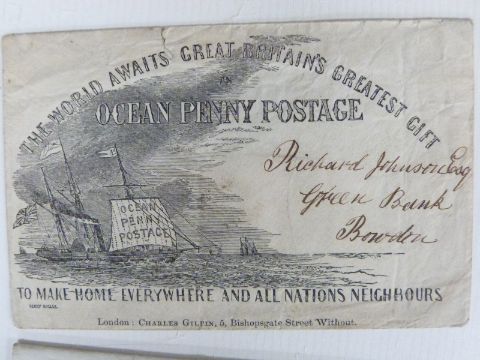 THE WORLD AWAITS GREAT BRITAIN'S GREATEST GIFT
AN
OCEAN PENNY POSTAGE
Richard Johnson Esq
Green Bank
Bowdon
OCEAN
PENNY
POSTAGE
TO MAKE HOME EVERYWHERE AND ALL NATIONS NEIGHBOURS
London: CHARLES GILPIN, 5, Bishopsgate Street Without.